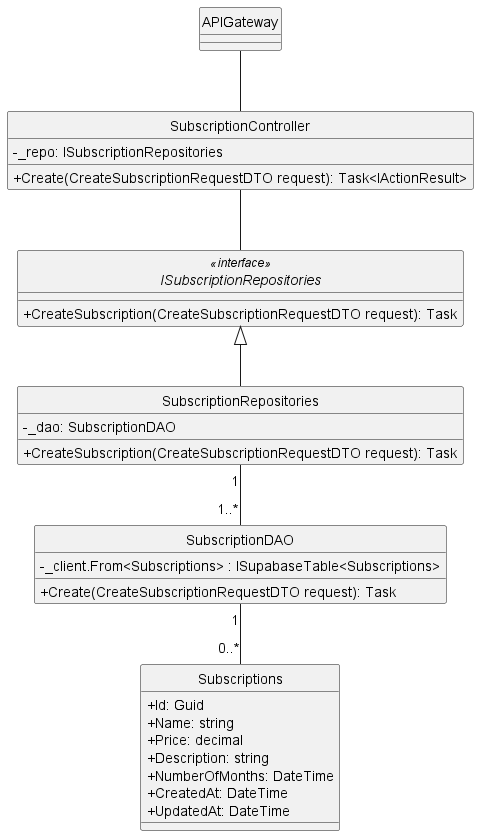 APIGateway
SubscriptionController
-_repo: ISubscriptionRepositories
+Create(CreateSubscriptionRequestDTO request): Task<IActionResult>
«interface»
ISubscriptionRepositories
+CreateSubscription(CreateSubscriptionRequestDTO request): Task
SubscriptionRepositories
-_dao: SubscriptionDAO
+CreateSubscription(CreateSubscriptionRequestDTO request): Task
1
1..*
SubscriptionDAO
-_client.From<Subscriptions> : ISupabaseTable<Subscriptions>
+Create(CreateSubscriptionRequestDTO request): Task
1
0..*
Subscriptions
+Id: Guid
+Name: string
+Price: decimal
+Description: string
+NumberOfMonths: DateTime
+CreatedAt: DateTime
+UpdatedAt: DateTime